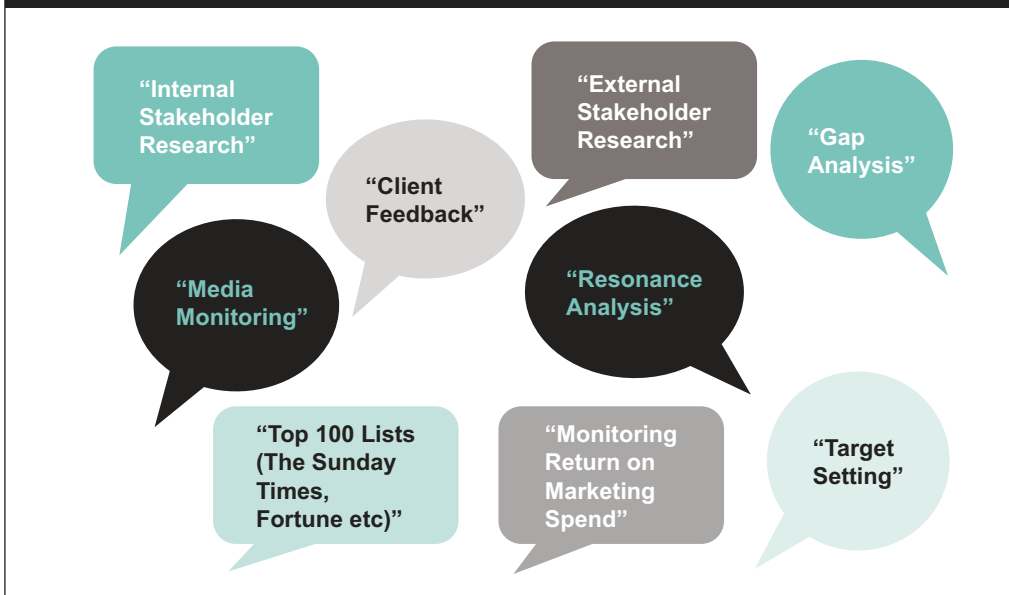 “Internal
Stakeholder
Research”
“External
Stakeholder
Research”
“Gap
Analysis”
“Client
Feedback”
“Media
Monitoring”
“Resonance
Analysis”
“Top 100 Lists
(The Sunday
Times,
Fortune etc)”
“Monitoring
Return on
Marketing
Spend”
“Target
Setting”